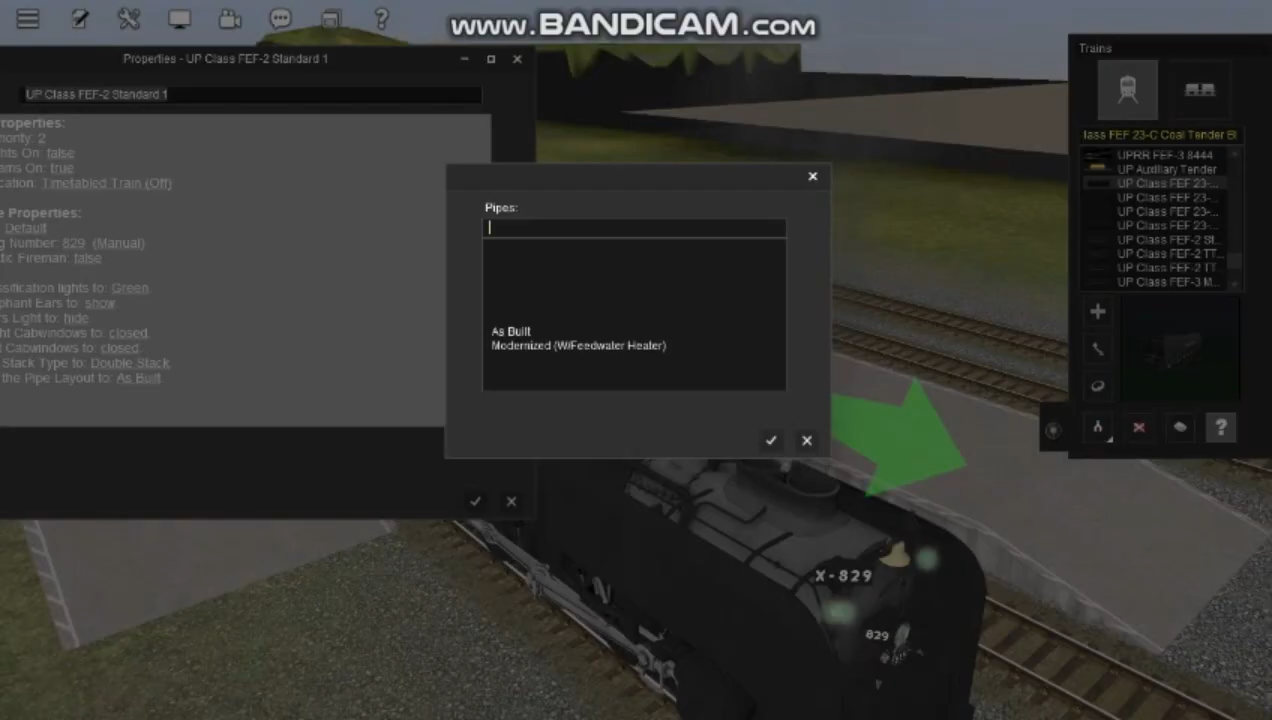 www.BANDICAM.com
Properties - UP Class FEF-2 Standard 1
UP Class FEF-2 Standard 1
roperties:
ority: 2
hts On: false
ams On: true
cation: Timetabled Train (Off)
e Properties:
Default
g Number: 829 (Manual)
tic Fireman: false
ssification lights to: Green.
phant Ears to: show.
rs Light to: hide
ht Cabwindows to: closed.
Cabwindows to: closed.
Stack Type to: Double Stack.
the Pipe Layout to: As Built.
Pipes:
As Built
Modernized (W/Feedwater Heater)
Trains
lass FEF 23-C Coal Tender Bl
UPRR FEF-3 8444
UP Auxiliary Tender
UP Class FEF 23-...
UP Class FEF 23-...
UP Class FEF 23-...
UP Class FEF 23-...
UP Class FEF-2 St...
UP Class FEF-2 TT...
UP Class FEF-2 TT...
UP Class FEF-3 M...
X-829
829